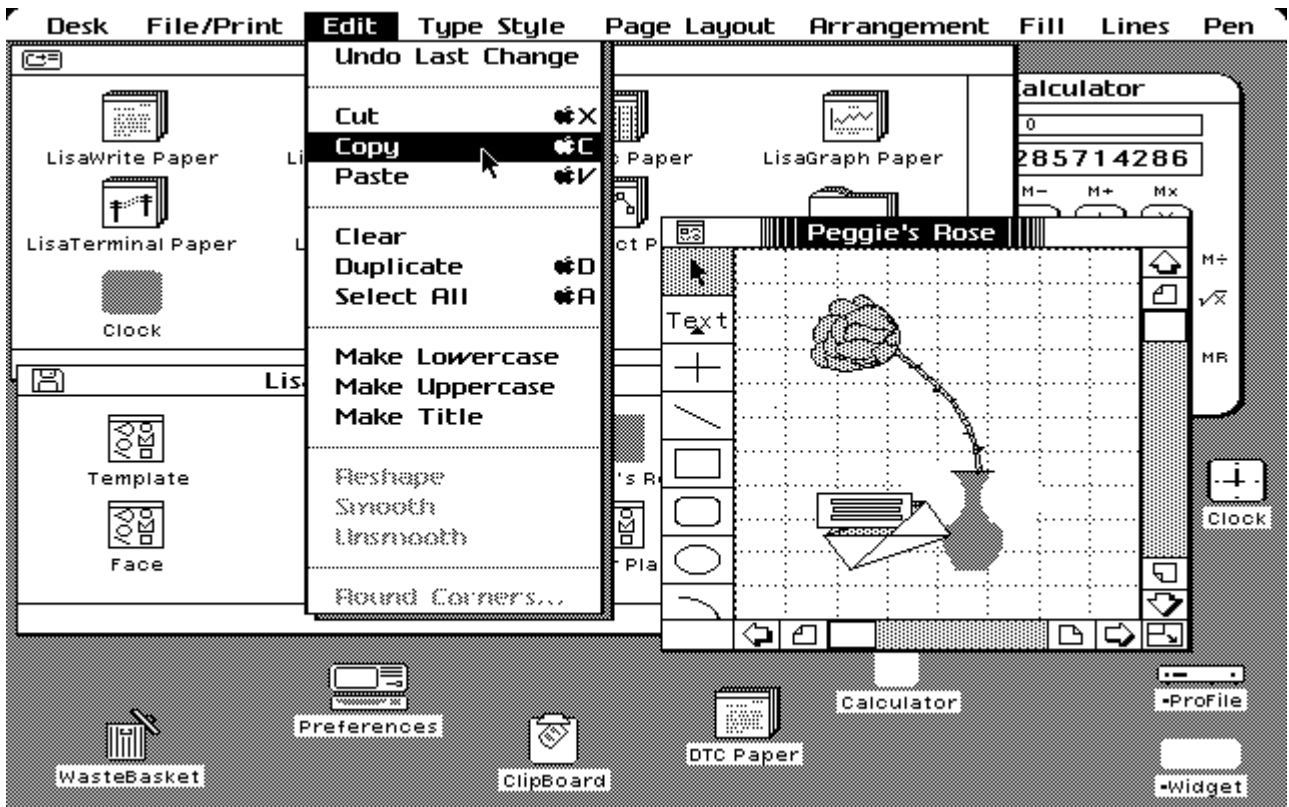 Desk File/Print Edit Type Style Page Layout Arrangement Fill Lines Pen
Undo Last Change
Cut X
Copy C
Paste V
Clear
Duplicate D
Select All A
Make Lowercase
Make Uppercase
Make Title
Reshape
Smooth
Unsmooth
Round Corners...
LisaWrite Paper
Paper
LisaGraph Paper
LisaTerminal Paper
Clock
Template
Face
alculator
0
285714286
M- M+ Mx
M÷
√x
MR
Peggie's Rose
Text
Clock
Preferences
WasteBasket
ClipBoard
DTC Paper
Calculator
-ProFile
-Widget